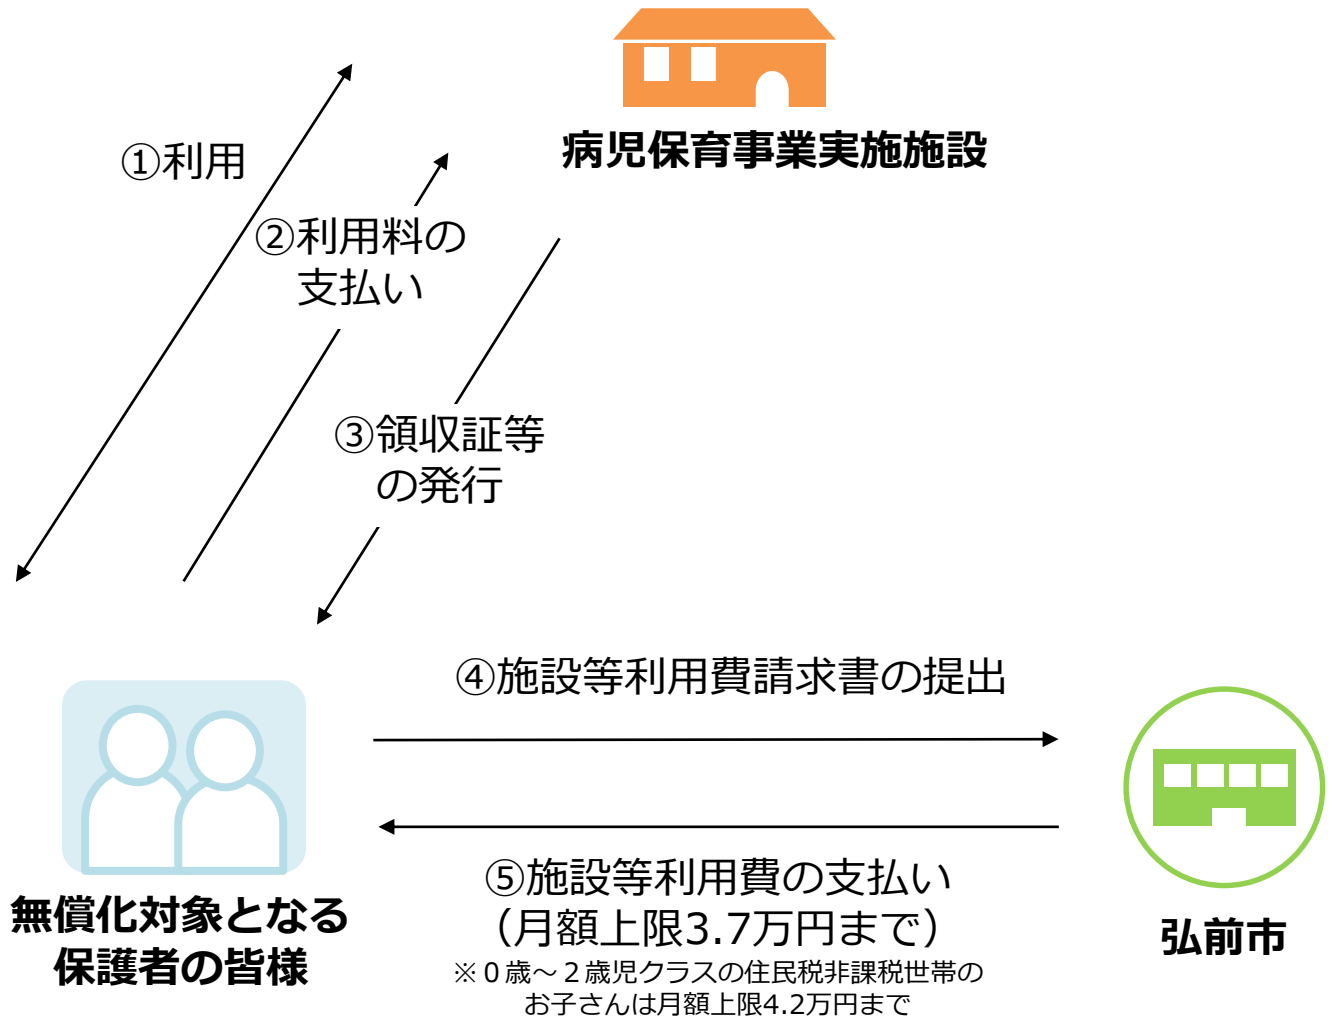 病児保育事業実施施設
①利用
②利用料の
支払い
③領収証等
の発行
④施設等利用費請求書の提出
⑤施設等利用費の支払い
（月額上限3.7万円まで）
※０歳～２歳児クラスの住民税非課税世帯の
お子さんは月額上限4.2万円まで
無償化対象となる
保護者の皆様
弘前市